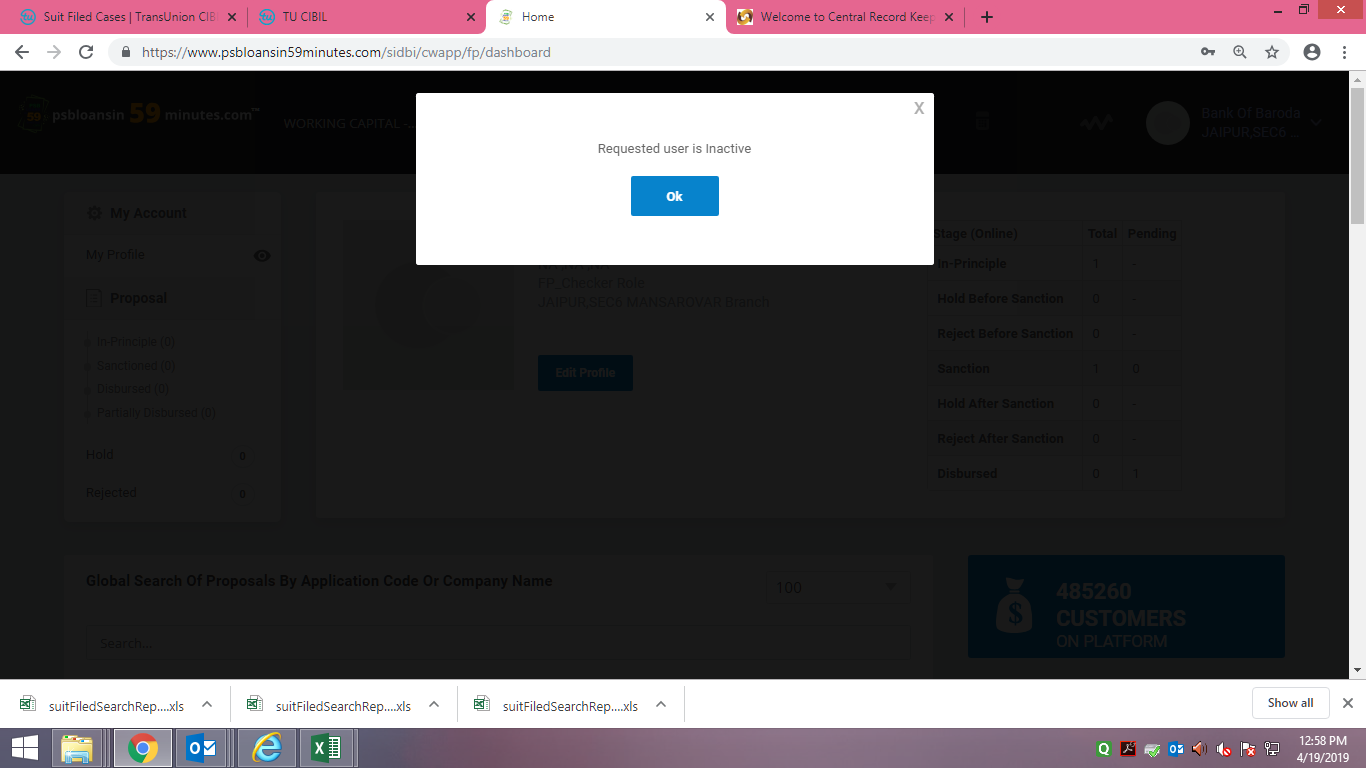 Suit Filed Cases | TransUnion CIB
TU CIBIL
Home
Welcome to Central Record Keep
https://www.psbloansin59minutes.com/sidbi/cwapp/fp/dashboard
psbloansin 59 minutes.com™
WORKING CAPITAL -...
Bank Of Baroda
JAIPUR,SEC6 ...
X
Requested user is Inactive
Ok
My Account
My Profile
Proposal
In-Principle (0)
Sanctioned (0)
Disbursed (0)
Partially Disbursed (0)
Hold 0
Rejected 0
FP_Checker Role
JAIPUR,SEC6 MANSAROVAR Branch
Edit Profile
Stage (Online) Total Pending
In-Principle 1 -
Hold Before Sanction 0 -
Reject Before Sanction 0 -
Sanction 1 0
Hold After Sanction 0 -
Reject After Sanction 0 -
Disbursed 0 1
Global Search Of Proposals By Application Code Or Company Name
100
Search...
485260
CUSTOMERS
ON PLATFORM
suitFiledSearchRep....xls
suitFiledSearchRep....xls
suitFiledSearchRep....xls
Show all
12:58 PM
4/19/2019